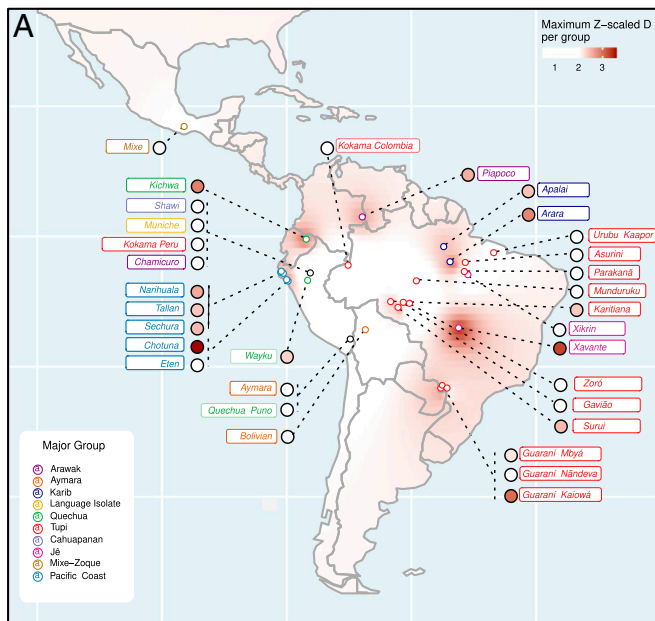 A
Maximum Z-scaled D
per group
1 2 3
Mixe
Kokama Colombia
Kichwa
Shawi
Muniche
Kokama Peru
Chamicuro
Piapoco
Apalai
Arara
Urubu Kaapor
Asurini
Parakanã
Munduruku
Karitiana
Xikrin
Xavante
Narihuala
Tallan
Sechura
Chotuna
Eten
Wayku
Aymara
Quechua Puno
Bolivian
Zoró
Gavião
Surui
Guaraní Mbyá
Guaraní Nãndeva
Guaraní Kaiowá
Major Group
a Arawak
a Aymara
a Karib
a Language Isolate
a Quechua
a Tupi
a Cahuapanan
a Jê
a Mixe-Zoque
a Pacific Coast